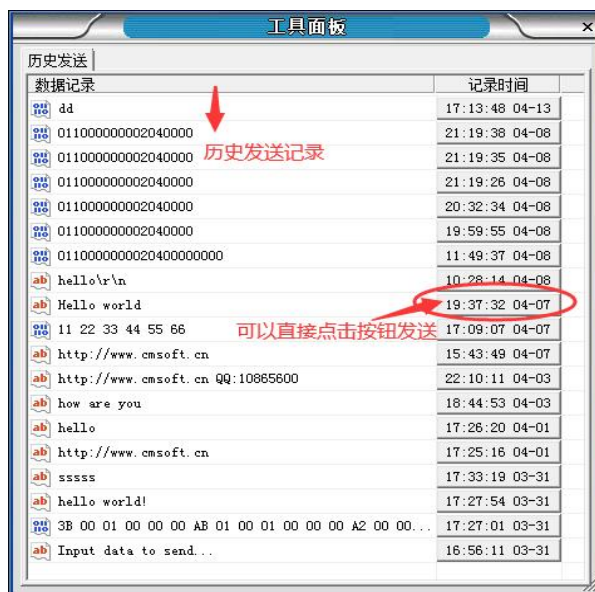 工具面板
历史发送
数据记录 记录时间
dd 17:13:48 04-13
011000000002040000 21:19:38 04-08
011000000002040000 21:19:35 04-08
历史发送记录
011000000002040000 21:19:26 04-08
011000000002040000 20:32:34 04-08
011000000002040000 19:59:55 04-08
0110000000020400000000 11:49:37 04-08
hello\r\n 10:28:14 04-08
Hello world 19:37:32 04-07
11 22 33 44 55 66 17:09:07 04-07
可以直接点击按钮发送
http://www.cmsoft.cn 15:43:49 04-07
http://www.cmsoft.cn QQ:10865600 22:10:11 04-03
how are you 18:44:53 04-03
hello 17:26:20 04-01
http://www.cmsoft.cn 17:25:16 04-01
sssss 17:33:19 03-31
hello world! 17:27:54 03-31
3B 00 01 00 00 00 AB 01 00 01 00 00 00 A2 00 00... 17:27:01 03-31
Input data to send... 16:56:11 03-31